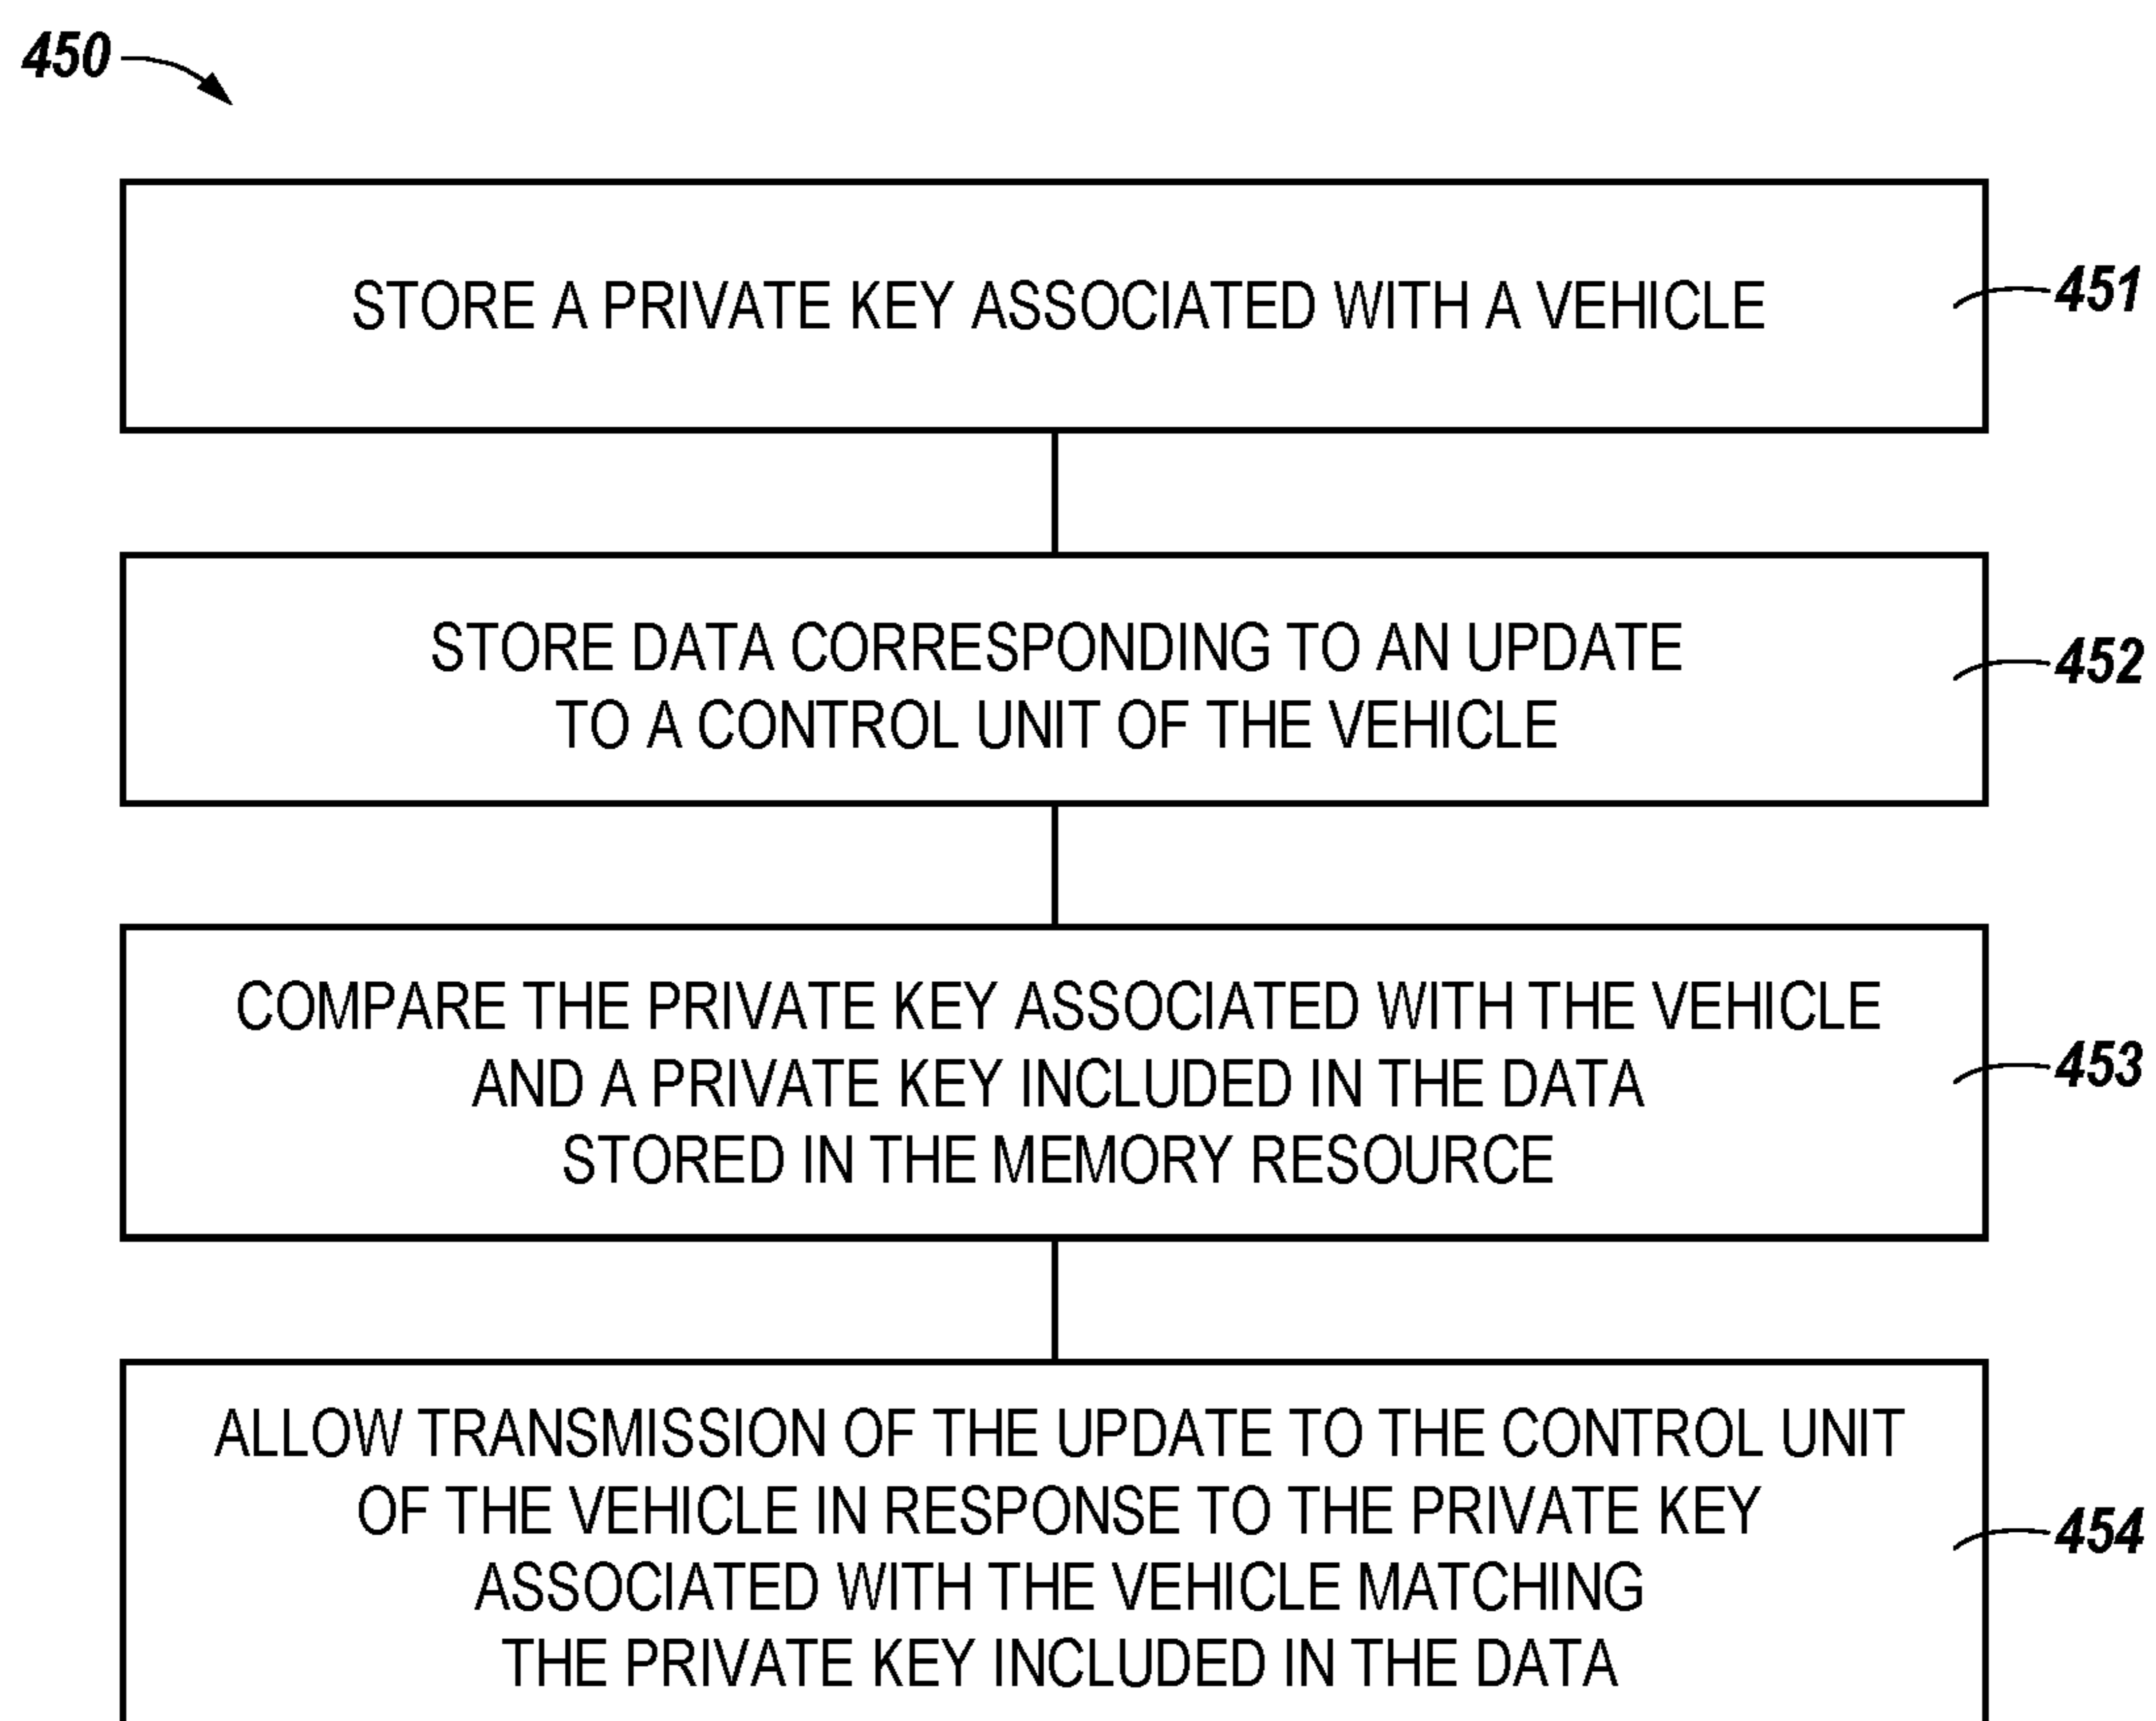 450
STORE A PRIVATE KEY ASSOCIATED WITH A VEHICLE
451
STORE DATA CORRESPONDING TO AN UPDATE
TO A CONTROL UNIT OF THE VEHICLE
452
COMPARE THE PRIVATE KEY ASSOCIATED WITH THE VEHICLE
AND A PRIVATE KEY INCLUDED IN THE DATA
STORED IN THE MEMORY RESOURCE
453
ALLOW TRANSMISSION OF THE UPDATE TO THE CONTROL UNIT
OF THE VEHICLE IN RESPONSE TO THE PRIVATE KEY
ASSOCIATED WITH THE VEHICLE MATCHING
THE PRIVATE KEY INCLUDED IN THE DATA
454